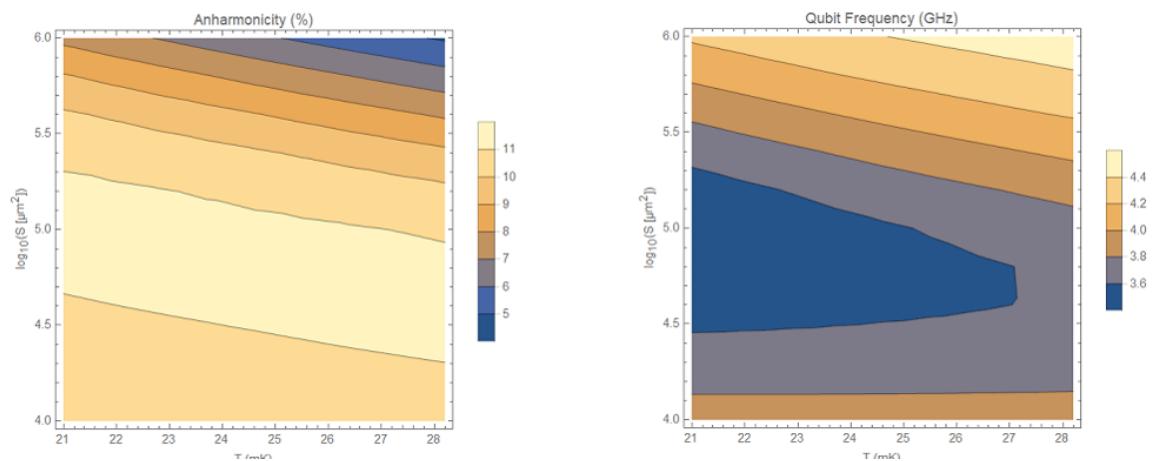 Anharmonicity (%)
6.0
5.5
5.0
4.5
4.0
log10(S [μm²])
21 22 23 24 25 26 27 28
T (mK)
11
10
9
8
7
6
5
Qubit Frequency (GHz)
6.0
5.5
5.0
4.5
4.0
log10(S [μm²])
21 22 23 24 25 26 27 28
T (mK)
4.4
4.2
4.0
3.8
3.6